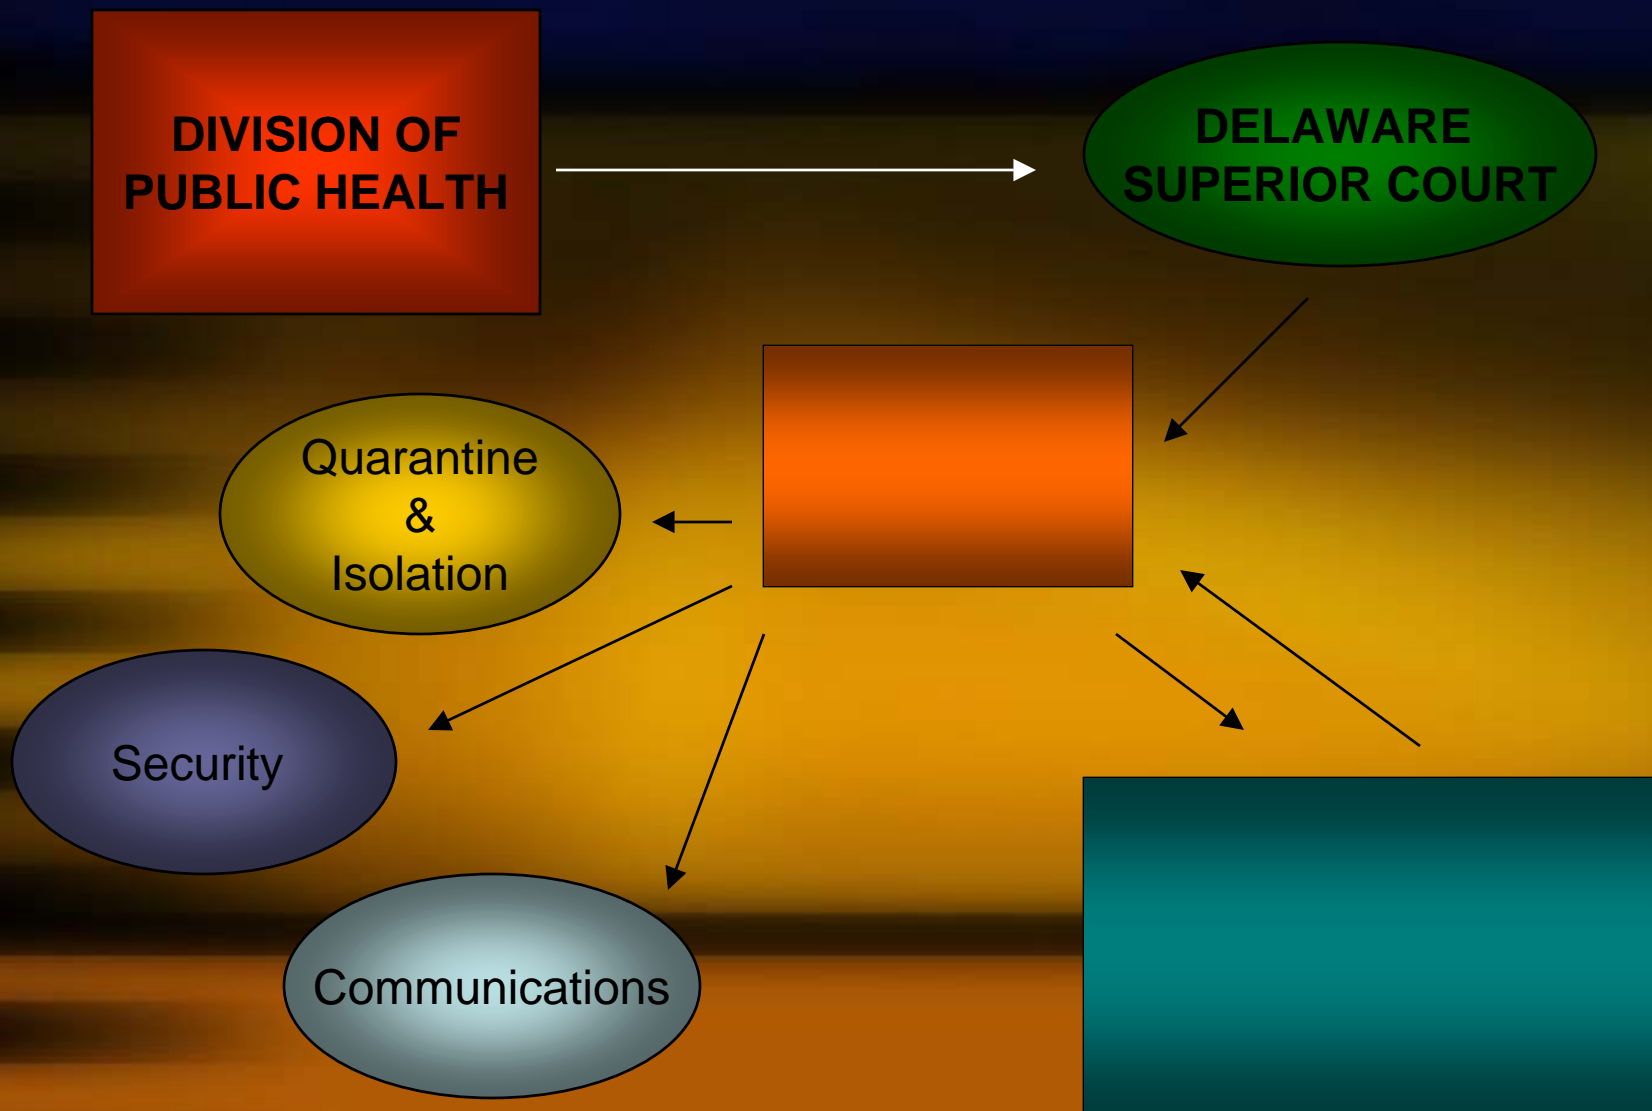 DIVISION OF
PUBLIC HEALTH
DELAWARE
SUPERIOR COURT
Quarantine
&
Isolation
Security
Communications